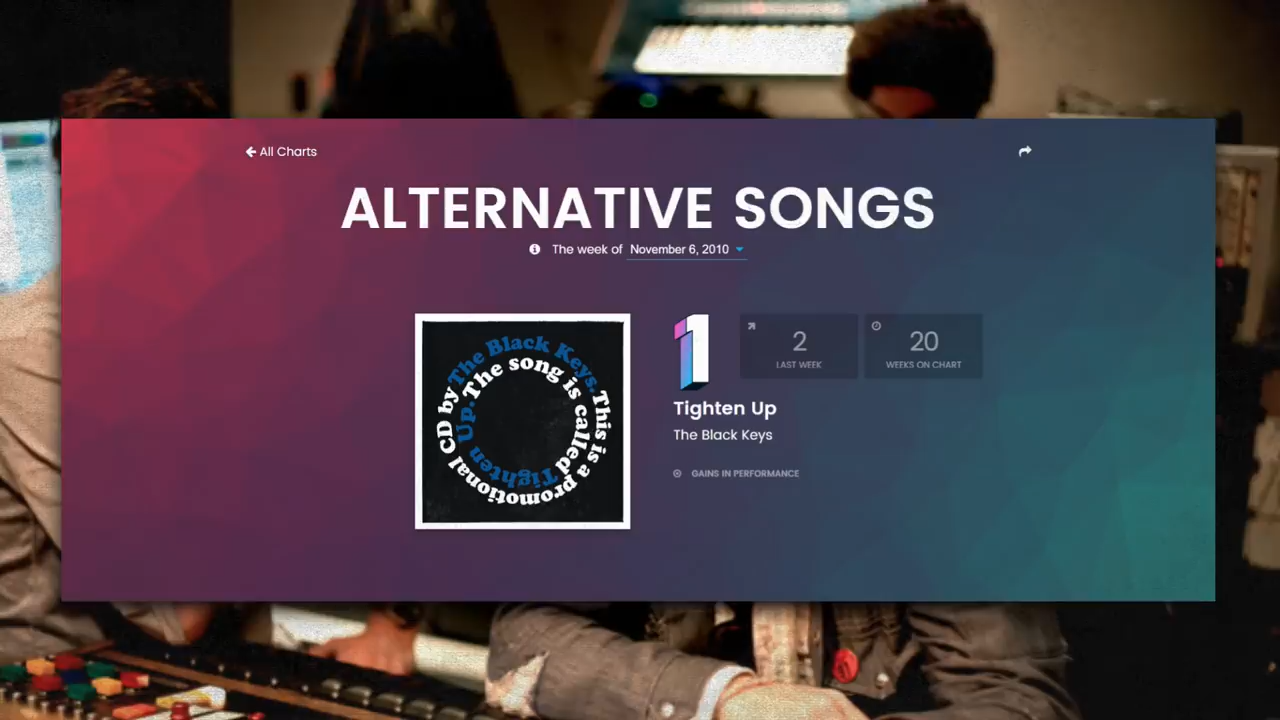 All Charts
ALTERNATIVE SONGS
The week of November 6, 2010
1
2
LAST WEEK
20
WEEKS ON CHART
Tighten Up
The Black Keys
GAINS IN PERFORMANCE
The Black Keys. This is a promotional CD by
The song is called Tighten Up.